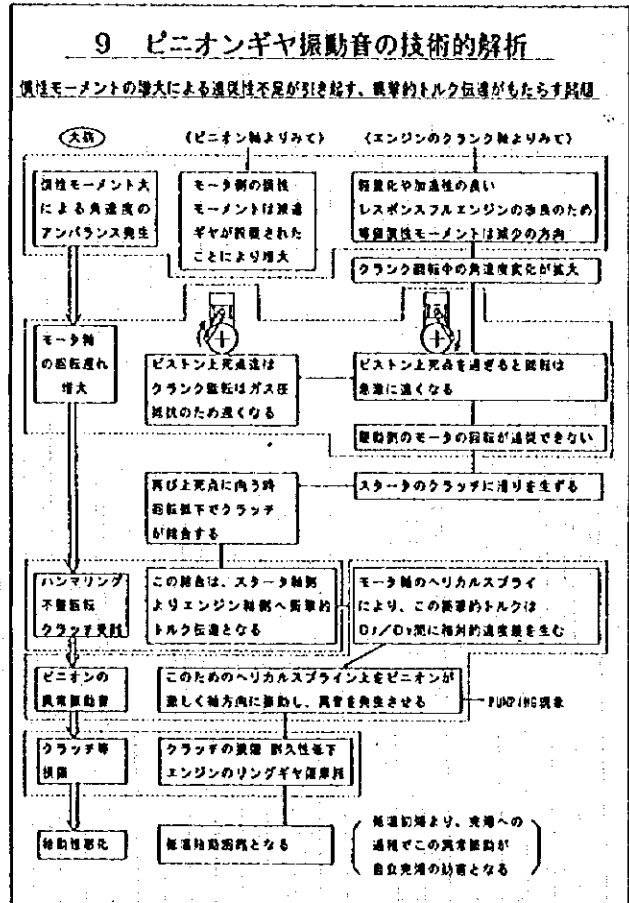 9 ピニオンギヤ振動音の技術的解析
慣性モーメントの増大による追従性不足が引き起す、衝撃的トルク伝達がもたらす問題
大筋
〈ピニオン軸よりみて〉
〈エンジンのクランク軸よりみて〉
慣性モーメント大
による角速度の
アンバランス発生
モータ側の慣性
モーメントは減速
ギヤが設置された
ことにより増大
軽量化や加速性の良い
レスポンスフルエンジンの改良のため
等価慣性モーメントは減少の方向
クランク回転中の角速度変化が拡大
モータ軸
の回転遅れ
増大
ピストン上死点迄は
クランク回転はガス圧
抵抗のため遅くなる
ピストン上死点を過ぎると回転は
急激に速くなる
駆動側のモータの回転が追従できない
再び上死点に向う時
回転低下でクラッチ
が結合する
スタータのクラッチに滑りを生ずる
ハンマリング
不整回転
クラッチ
この結合は、スタータ軸側
よりエンジン軸側へ衝撃的
トルク伝達となる
モータ軸のヘリカルスプライ
により、この衝撃的トルクは
間に相対的速度差を生む
ピニオンの
異常振動音
このためのヘリカルスプライン上をピニオンが
激しく軸方向に振動し、異音を発生させる
PUMPING現象
クラッチ等
損傷
クラッチの損傷 耐久性低下
エンジンのリングギヤ傷摩耗
始動性悪化
低温始動困難となる
低温初爆より、完爆への
過程でこの異常振動が
自立完爆の妨害となる